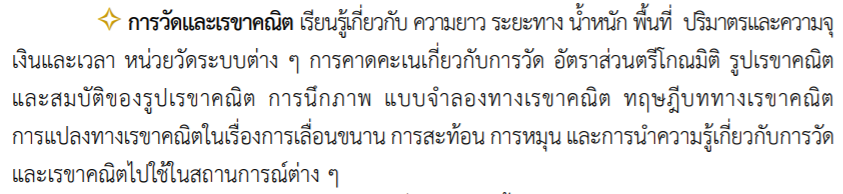 ✧ การวัดและเรขาคณิต เรียนรู้เกี่ยวกับ ความยาว ระยะทาง น้ำหนัก พื้นที่ ปริมาตรและความจุ
เงินและเวลา หน่วยวัดระบบต่าง ๆ การคาดคะเนเกี่ยวกับการวัด อัตราส่วนตรีโกณมิติ รูปเรขาคณิต
และสมบัติของรูปเรขาคณิต การนึกภาพ แบบจำลองทางเรขาคณิต ทฤษฎีบททางเรขาคณิต
การแปลงทางเรขาคณิตในเรื่องการเลื่อนขนาน การสะท้อน การหมุน และการนำความรู้เกี่ยวกับการวัด
และเรขาคณิตไปใช้ในสถานการณ์ต่าง ๆ